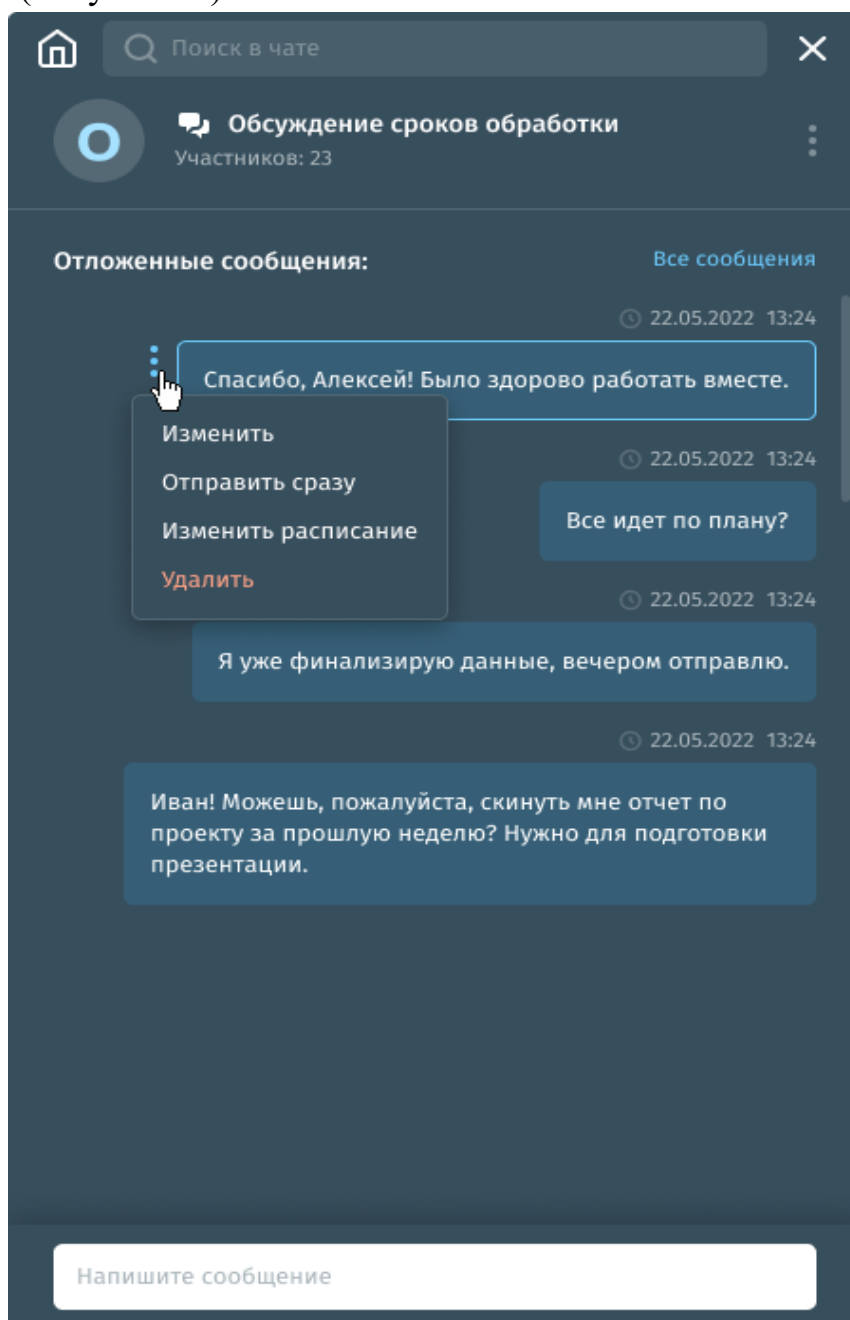 Поиск в чате
О
Обсуждение сроков обработки
Участников: 23
Отложенные сообщения:
Все сообщения
22.05.2022 13:24
Спасибо, Алексей! Было здорово работать вместе.
Изменить
Отправить сразу
Изменить расписание
Удалить
22.05.2022 13:24
Все идет по плану?
22.05.2022 13:24
Я уже финализирую данные, вечером отправлю.
22.05.2022 13:24
Иван! Можешь, пожалуйста, скинуть мне отчет по
проекту за прошлую неделю? Нужно для подготовки
презентации.
Напишите сообщение